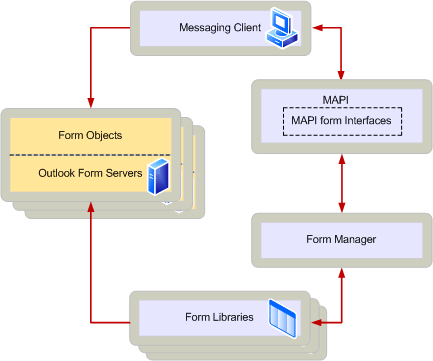 Messaging Client
MAPI
MAPI form Interfaces
Form Objects
Outlook Form Servers
Form Manager
Form Libraries